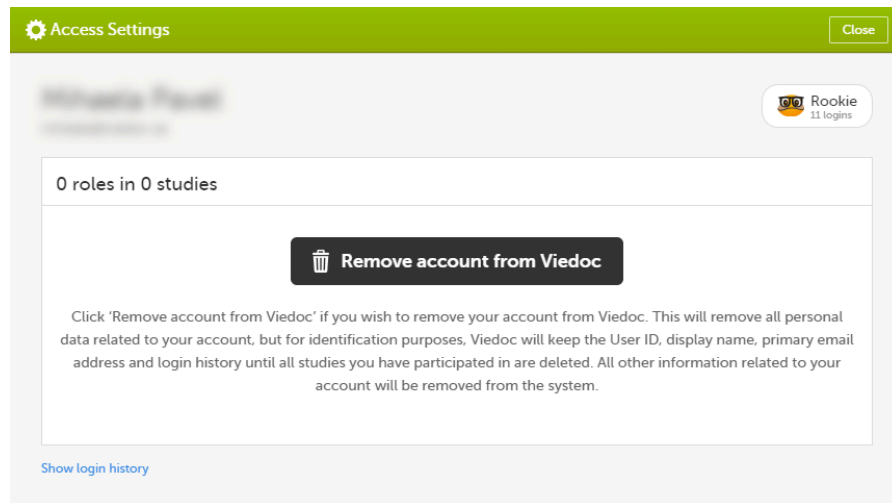 Access Settings
Close
Rookie
11 logins
0 roles in 0 studies
Remove account from Viedoc
Click 'Remove account from Viedoc' if you wish to remove your account from Viedoc. This will remove all personal
data related to your account, but for identification purposes, Viedoc will keep the User ID, display name, primary email
address and login history until all studies you have participated in are deleted. All other information related to your
account will be removed from the system.
Show login history